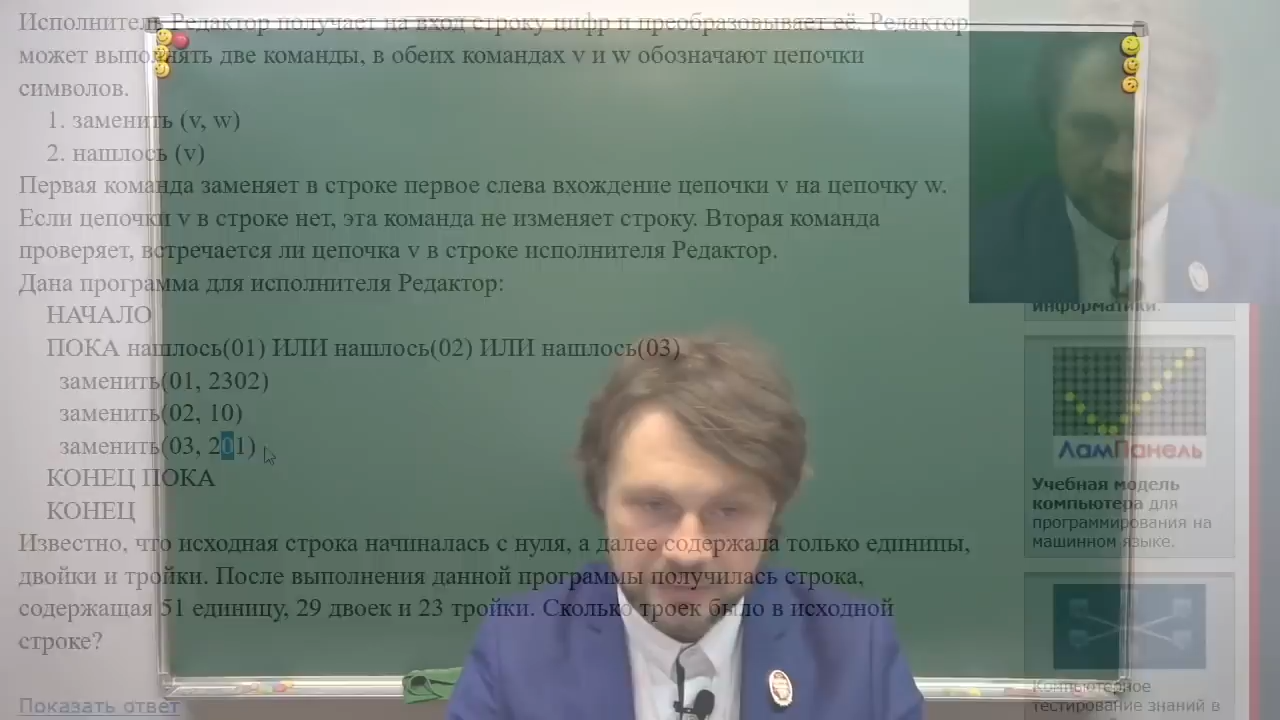 Исполнитель Редактор получает на вход строку цифр и преобразовывает её. Редактор
может выполнять две команды, в обеих командах v и w обозначают цепочки
символов.
1. заменить (v, w)
2. нашлось (v)
Первая команда заменяет в строке первое слева вхождение цепочки v на цепочку w.
Если цепочки v в строке нет, эта команда не изменяет строку. Вторая команда
проверяет, встречается ли цепочка v в строке исполнителя Редактор.
Дана программа для исполнителя Редактор:
НАЧАЛО
ПОКА нашлось(01) ИЛИ нашлось(02) ИЛИ нашлось(03)
заменить(01, 2302)
заменить(02, 10)
заменить(03, 201)
КОНЕЦ ПОКА
КОНЕЦ
Известно, что исходная строка начиналась с нуля, а далее содержала только единицы,
двойки и тройки. После выполнения данной программы получилась строка,
содержащая 51 единицу, 29 двоек и 23 тройки. Сколько троек было в исходной
строке?
Показать ответ
информатики.
ЛамПанель
Учебная модель
компьютера для
программирования на
машинном языке.
Компьютерное
тестирование знаний в